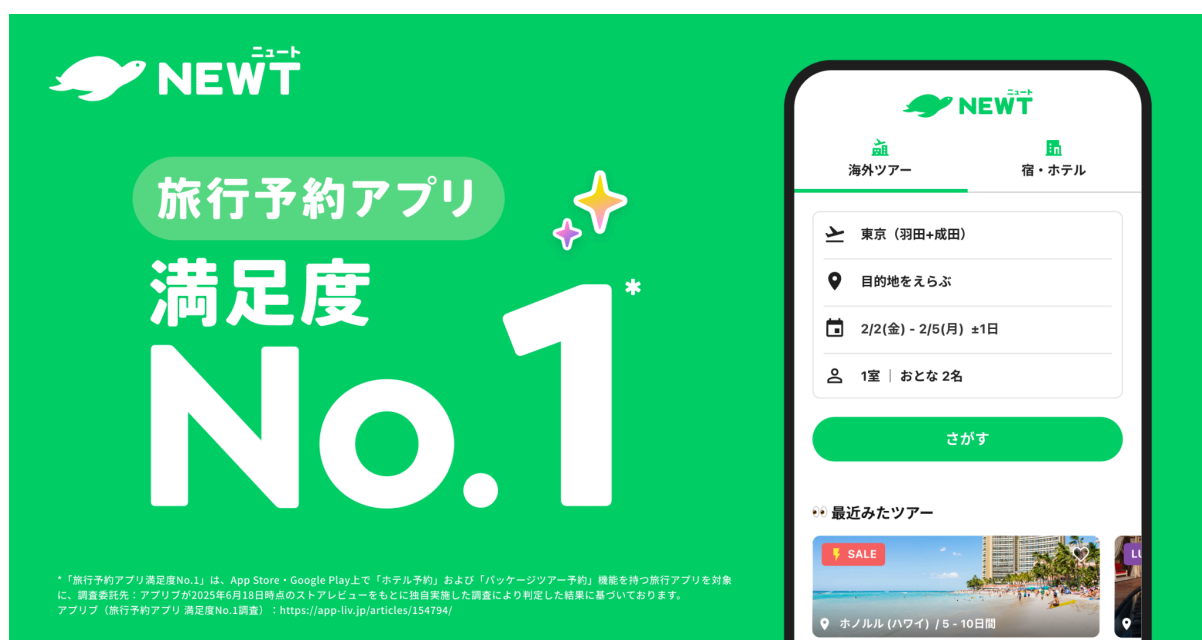 ニュート
NEWT
旅行予約アプリ
満足度
No.1*
*「旅行予約アプリ満足度No.1」は、App Store・Google Play上で「ホテル予約」および「パッケージツアー予約」機能を持つ旅行アプリを対象
に、調査委託先：アプリブが2025年6月18日時点のストアレビューをもとに独自実施した調査により判定した結果に基づいております。
アプリブ（旅行予約アプリ 満足度No.1調査）：https://app-liv.jp/articles/154794/
ニュート
NEWT
海外ツアー
宿・ホテル
東京（羽田+成田）
目的地をえらぶ
2/2(金) - 2/5(月) ±1日
1室｜おとな 2名
さがす
👀 最近みたツアー
SALE
ホノルル (ハワイ) / 5 - 10日間